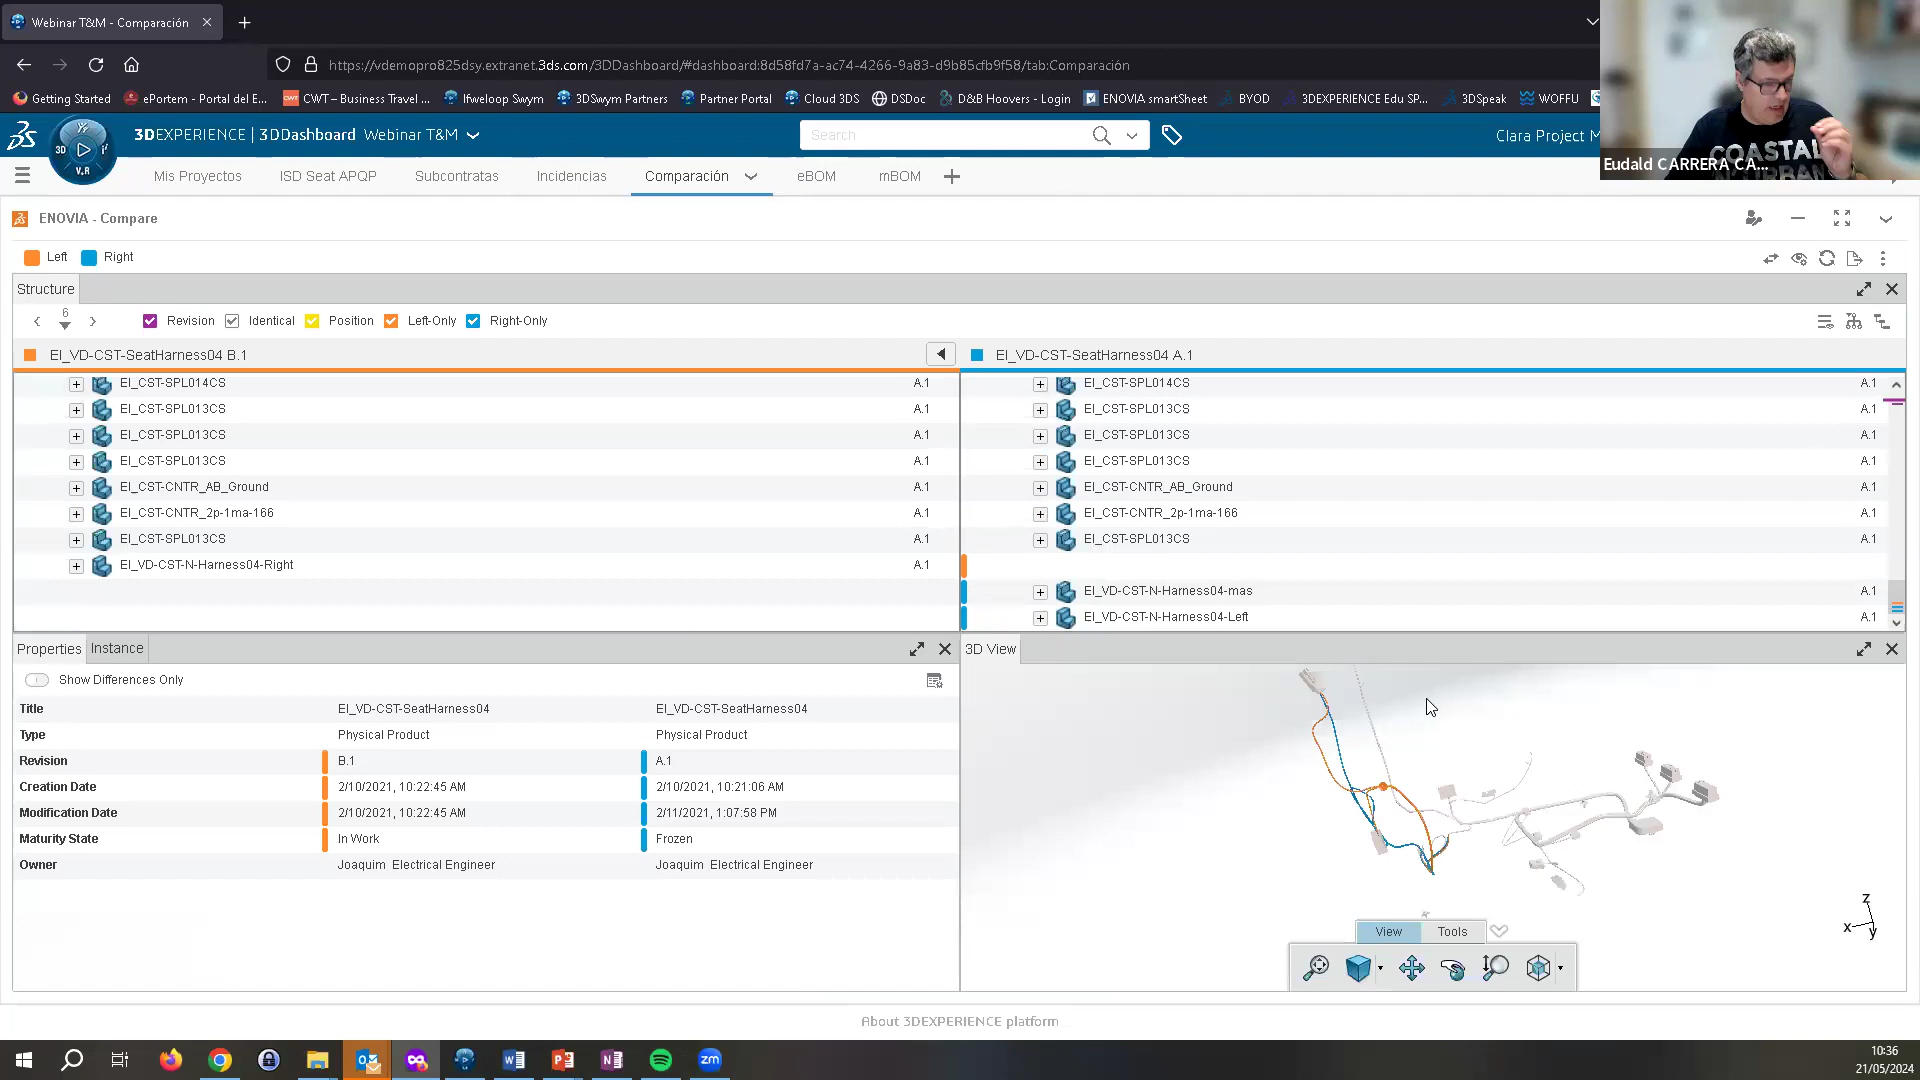 Webinar T&M - Comparación
https://vdemopro825dsy.extranet.3ds.com/3DDashboard/#dashboard:8d58fd7a-ac74-4266-9a83-d9b85cfb9f58/tab:Comparación
Getting Started ePortem - Portal del E... CWT – Business Travel ... Ifweloop Swym 3DSwym Partners Partner Portal Cloud 3DS DSDoc D&B Hoovers - Login ENOVIA smartSheet BYOD 3DEXPERIENCE Edu SP... 3DSpeak WOFFU
3DEXPERIENCE | 3DDashboard Webinar T&M Search Clara Project M
3D V.R
COASTAL
Eudald CARRERA CA...
Mis Proyectos ISD Seat APQP Subcontratas Incidencias Comparación eBOM mBOM
ENOVIA - Compare
Left Right
Structure
6 Revision Identical Position Left-Only Right-Only
EI_VD-CST-SeatHarness04 B.1 EI_VD-CST-SeatHarness04 A.1
EI_CST-SPL014CS A.1 EI_CST-SPL014CS A.1
EI_CST-SPL013CS A.1 EI_CST-SPL013CS A.1
EI_CST-SPL013CS A.1 EI_CST-SPL013CS A.1
EI_CST-SPL013CS A.1 EI_CST-SPL013CS A.1
EI_CST-CNTR_AB_Ground A.1 EI_CST-CNTR_AB_Ground A.1
EI_CST-CNTR_2p-1ma-166 A.1 EI_CST-CNTR_2p-1ma-166 A.1
EI_CST-SPL013CS A.1 EI_CST-SPL013CS A.1
EI_VD-CST-N-Harness04-Right A.1
EI_VD-CST-N-Harness04-mas A.1
EI_VD-CST-N-Harness04-Left A.1
Properties Instance 3D View
Show Differences Only
Title EI_VD-CST-SeatHarness04 EI_VD-CST-SeatHarness04
Type Physical Product Physical Product
Revision B.1 A.1
Creation Date 2/10/2021, 10:22:45 AM 2/10/2021, 10:21:06 AM
Modification Date 2/10/2021, 10:22:45 AM 2/11/2021, 1:07:58 PM
Maturity State In Work Frozen
Owner Joaquim Electrical Engineer Joaquim Electrical Engineer
z
x
y
View Tools
About 3DEXPERIENCE platform
zm
10:36
21/05/2024